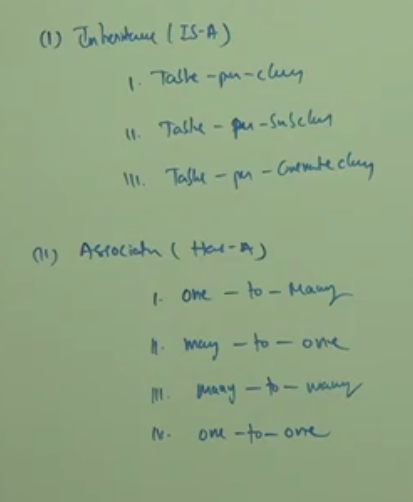 (I) Inheritance (IS-A)
I. Table-per-class
II. Table - per-Subclass
III. Table - per - Concrete class
(II) Association (Has-A)
I. one - to - Many
II. many - to - one
III. many - to - many
IV. one - to - one